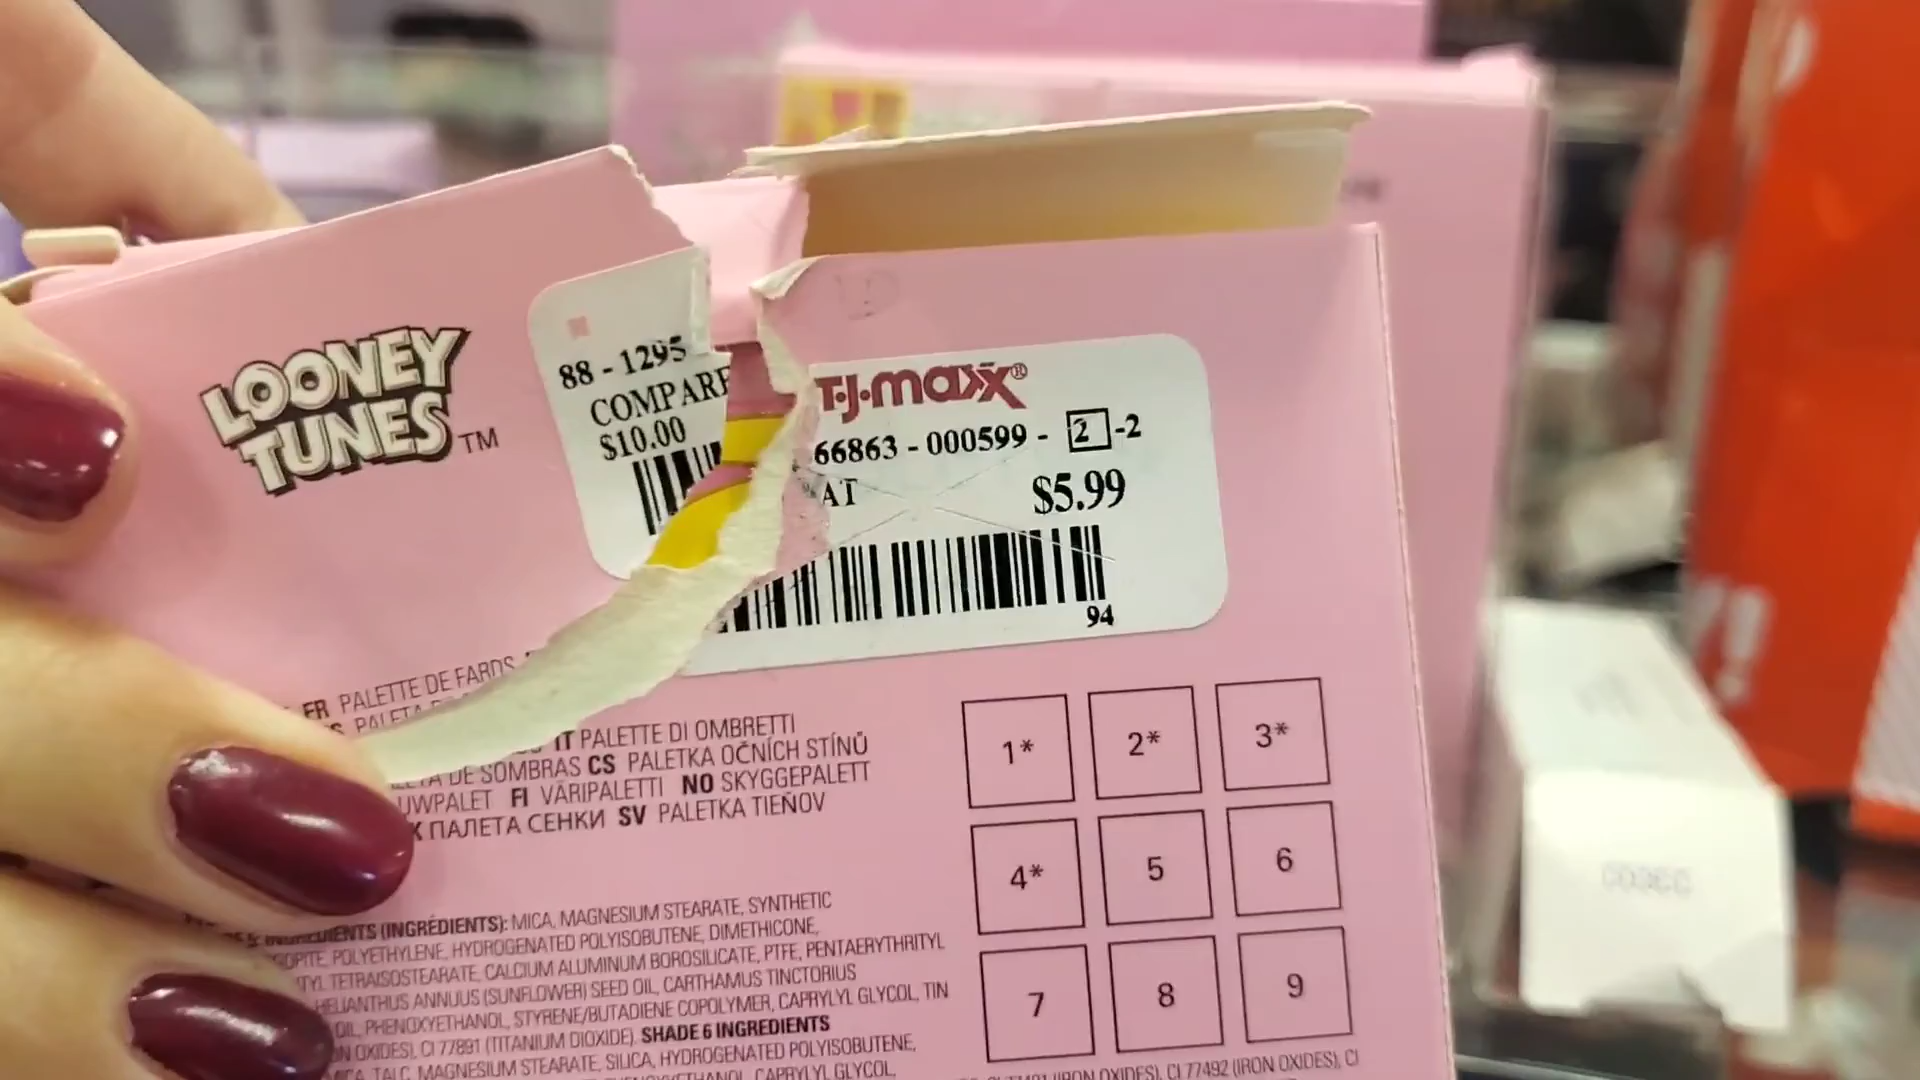 LOONEY
TUNES™
88 - 1295
COMPARE
$10.00
T·J·maxx®
66863 - 000599 - 2 -2
AT
$5.99
94
FR PALETTE DE FARDS
IT PALETTE DI OMBRETTI
DE SOMBRAS CS PALETKA OČNÍCH STÍNŮ
FI VÄRIPALETTI NO SKYGGEPALETT
ПАЛЕТА СЕНКИ SV PALETKA TIEŇOV
1* 2* 3*
4* 5 6
7 8 9
(INGRÉDIENTS): MICA, MAGNESIUM STEARATE, SYNTHETIC
POLYETHYLENE, HYDROGENATED POLYISOBUTENE, DIMETHICONE,
TETRAISOSTEARATE, CALCIUM ALUMINUM BOROSILICATE, PTFE, PENTAERYTHRITYL
HELIANTHUS ANNUUS (SUNFLOWER) SEED OIL, CARTHAMUS TINCTORIUS
OIL, PHENOXYETHANOL, STYRENE/BUTADIENE COPOLYMER, CAPRYLYL GLYCOL, TIN
OXIDES), CI 77891 (TITANIUM DIOXIDE). SHADE 6 INGREDIENTS
MICA, TALC, MAGNESIUM STEARATE, SILICA, HYDROGENATED POLYISOBUTENE,
CAPRYLYL GLYCOL,
(IRON OXIDES), CI 77492 (IRON OXIDES), CI